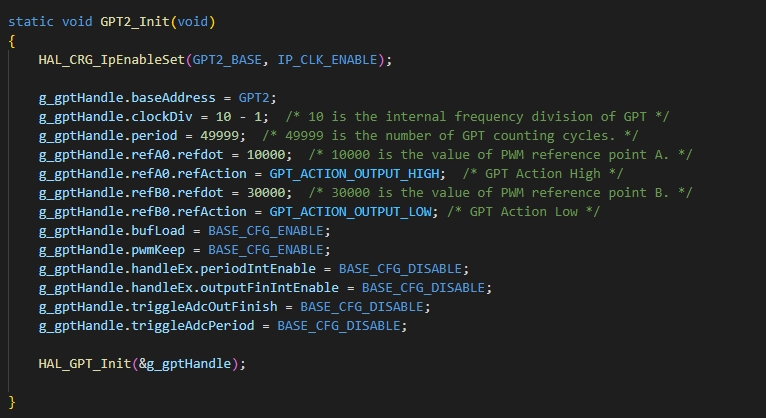 static void GPT2_Init(void)
{
    HAL_CRG_IpEnableSet(GPT2_BASE, IP_CLK_ENABLE);

    g_gptHandle.baseAddress = GPT2;
    g_gptHandle.clockDiv = 10 - 1;  /* 10 is the internal frequency division of GPT */
    g_gptHandle.period = 49999;  /* 49999 is the number of GPT counting cycles. */
    g_gptHandle.refA0.refdot = 10000;  /* 10000 is the value of PWM reference point A. */
    g_gptHandle.refA0.refAction = GPT_ACTION_OUTPUT_HIGH;  /* GPT Action High */
    g_gptHandle.refB0.refdot = 30000;  /* 30000 is the value of PWM reference point B. */
    g_gptHandle.refB0.refAction = GPT_ACTION_OUTPUT_LOW; /* GPT Action Low */
    g_gptHandle.bufLoad = BASE_CFG_ENABLE;
    g_gptHandle.pwmKeep = BASE_CFG_ENABLE;
    g_gptHandle.handleEx.periodIntEnable = BASE_CFG_DISABLE;
    g_gptHandle.handleEx.outputFinIntEnable = BASE_CFG_DISABLE;
    g_gptHandle.triggleAdcOutFinish = BASE_CFG_DISABLE;
    g_gptHandle.triggleAdcPeriod = BASE_CFG_DISABLE;

    HAL_GPT_Init(&g_gptHandle);

}